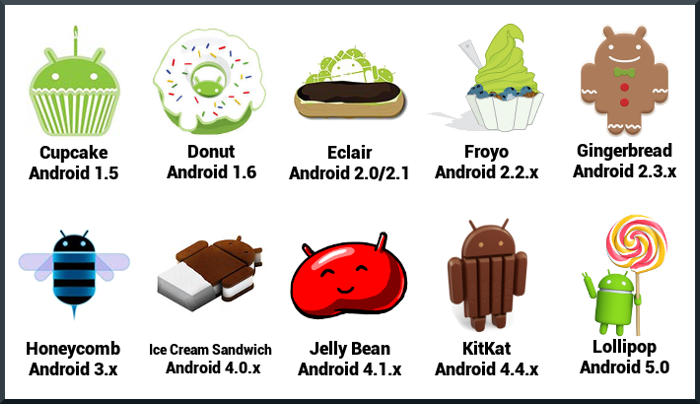 Cupcake
Android 1.5
Donut
Android 1.6
Eclair
Android 2.0/2.1
Froyo
Android 2.2.x
Gingerbread
Android 2.3.x
Honeycomb
Android 3.x
Ice Cream Sandwich
Android 4.0.x
Jelly Bean
Android 4.1.x
KitKat
Android 4.4.x
Lollipop
Android 5.0